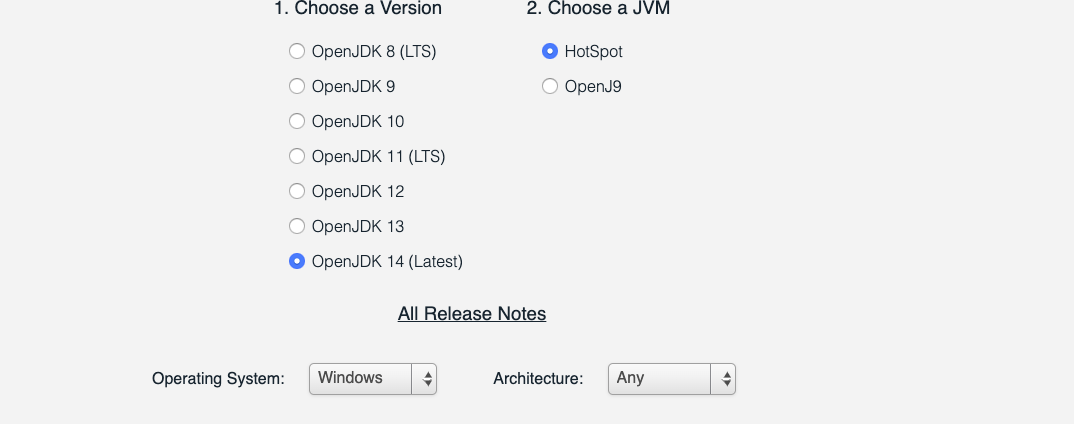 1. Choose a Version
2. Choose a JVM
OpenJDK 8 (LTS)
OpenJDK 9
OpenJDK 10
OpenJDK 11 (LTS)
OpenJDK 12
OpenJDK 13
OpenJDK 14 (Latest)
HotSpot
OpenJ9
All Release Notes
Operating System: Windows
Architecture: Any